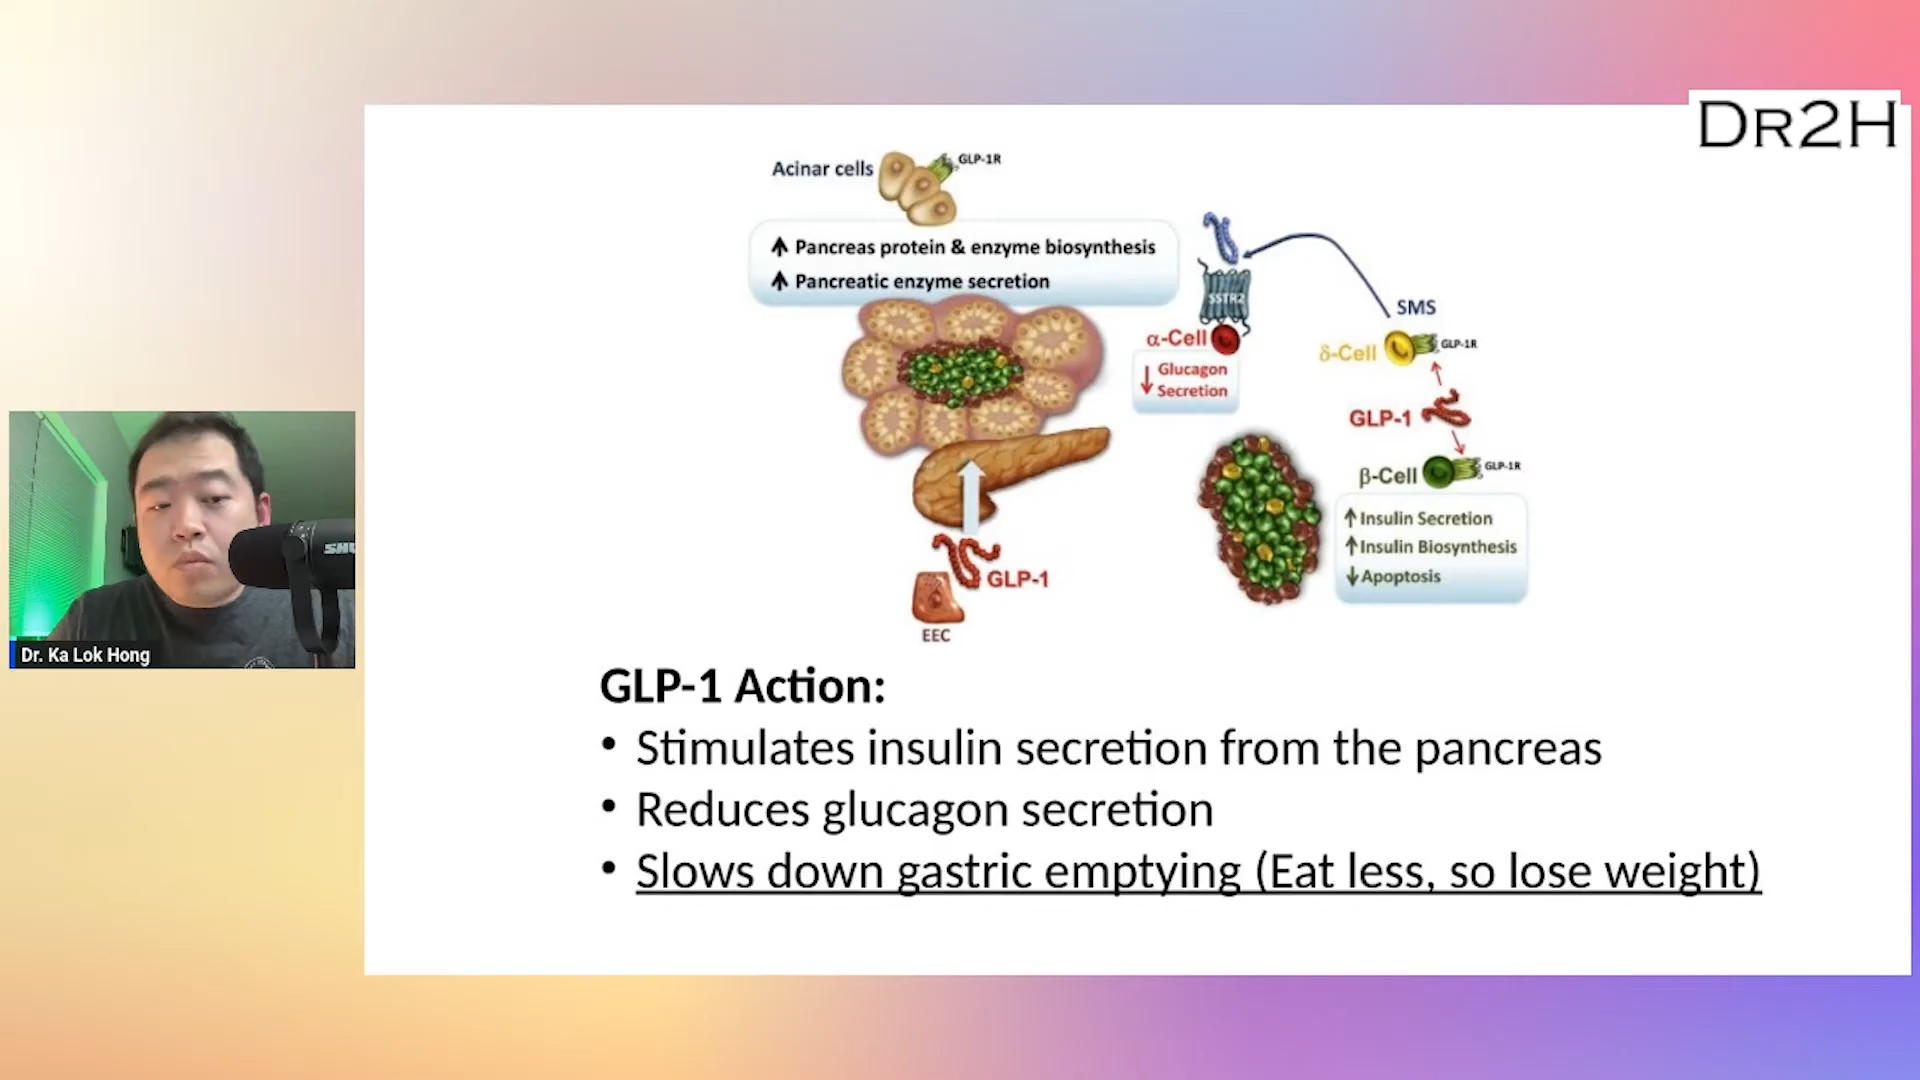 DR2H
Acinar cells
GLP-1R
↑ Pancreas protein & enzyme biosynthesis
↑ Pancreatic enzyme secretion
SSTR2
SMS
α-Cell
↓ Glucagon
Secretion
δ-Cell
GLP-1R
GLP-1
β-Cell
GLP-1R
↑ Insulin Secretion
↑ Insulin Biosynthesis
↓ Apoptosis
GLP-1
EEC
SHU
Dr. Ka Lok Hong
GLP-1 Action:
• Stimulates insulin secretion from the pancreas
• Reduces glucagon secretion
• Slows down gastric emptying (Eat less, so lose weight)